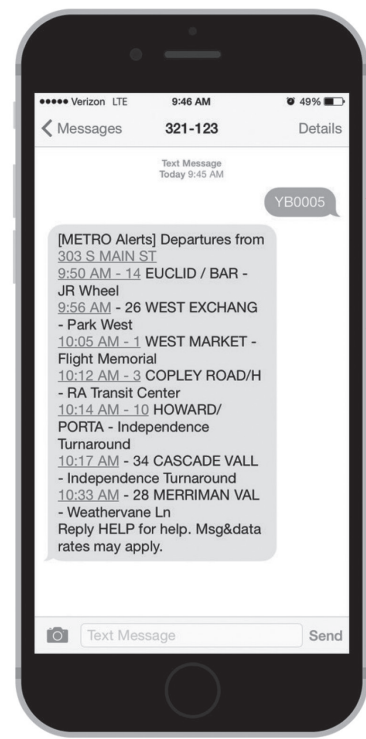 Verizon LTE 9:46 AM 49%
Messages 321-123 Details
Text Message
Today 9:45 AM
YB0005
[METRO Alerts] Departures from
303 S MAIN ST
9:50 AM - 14 EUCLID / BAR -
JR Wheel
9:56 AM - 26 WEST EXCHANG
- Park West
10:05 AM - 1 WEST MARKET -
Flight Memorial
10:12 AM - 3 COPLEY ROAD/H
- RA Transit Center
10:14 AM - 10 HOWARD/
PORTA - Independence
Turnaround
10:17 AM - 34 CASCADE VALL
- Independence Turnaround
10:33 AM - 28 MERRIMAN VAL
- Weathervane Ln
Reply HELP for help. Msg&data
rates may apply.
Text Message Send